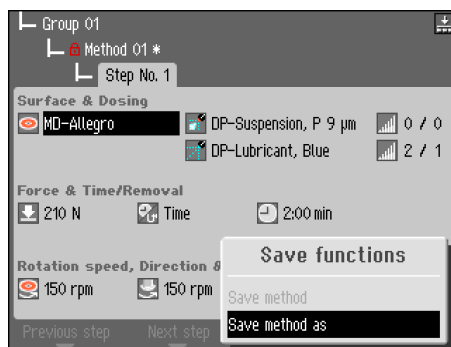 Group 01
Method 01 *
Step No. 1
Surface & Dosing
MD-Allegro
DP-Suspension, P 9 µm
0 / 0
DP-Lubricant, Blue
2 / 1
Force & Time/Removal
210 N
Time
2:00 min
Rotation speed, Direction &
150 rpm
150 rpm
Save functions
Save method
Save method as
Previous step
Next step